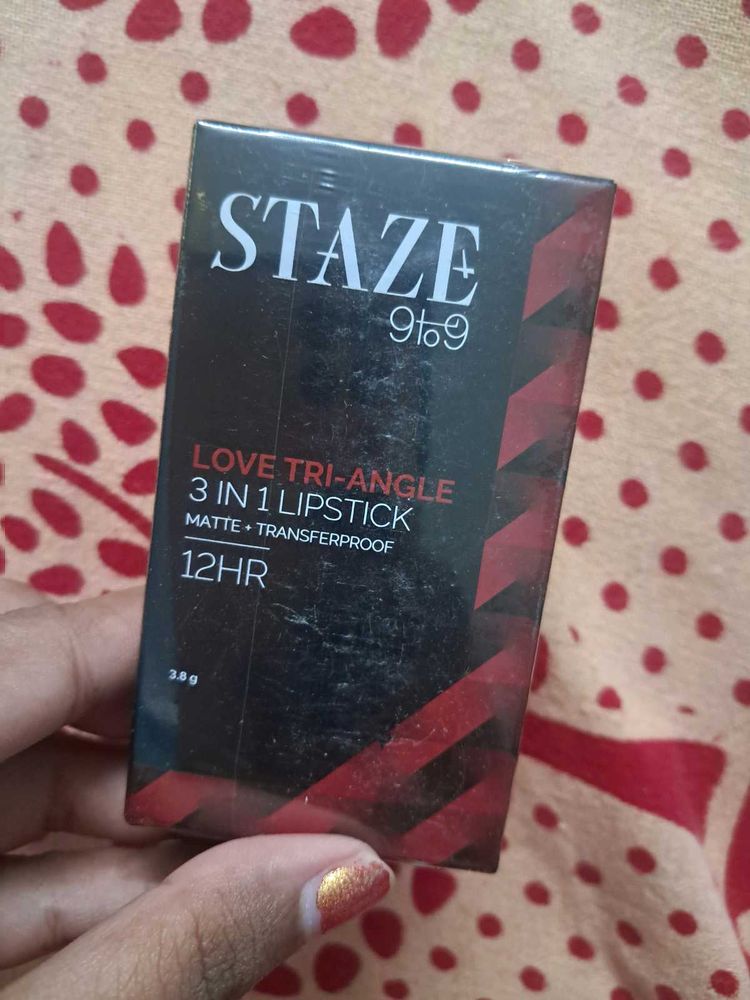 STAZE
9to9
LOVE TRI-ANGLE
3 IN 1 LIPSTICK
MATTE + TRANSFERPROOF
12HR
3.8 g